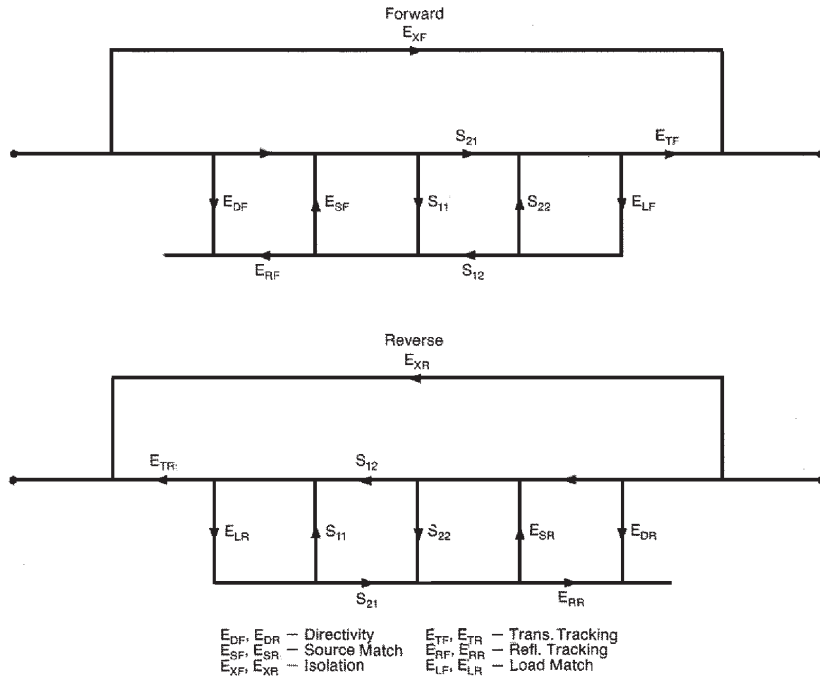 Forward
E_XF
S_21
E_TF
E_DF
E_SF
S_11
S_22
E_LF
E_RF
S_12
Reverse
E_XR
E_TR
S_12
E_LR
S_11
S_22
E_SR
E_DR
S_21
E_RR
E_DF, E_DR – Directivity
E_SF, E_SR – Source Match
E_XF, E_XR – Isolation
E_TF, E_TR – Trans. Tracking
E_RF, E_RR – Refl. Tracking
E_LF, E_LR – Load Match